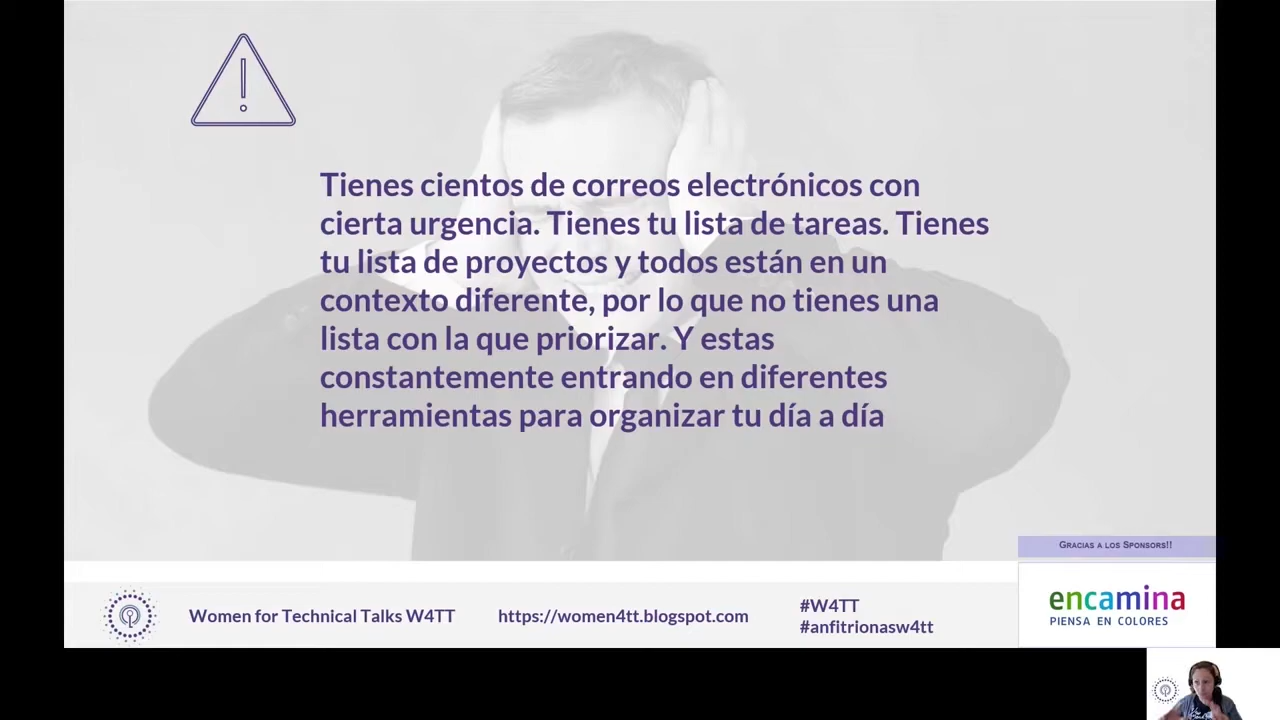 Tienes cientos de correos electrónicos con
cierta urgencia. Tienes tu lista de tareas. Tienes
tu lista de proyectos y todos están en un
contexto diferente, por lo que no tienes una
lista con la que priorizar. Y estas
constantemente entrando en diferentes
herramientas para organizar tu día a día
Gracias a los Sponsors!!
encamina
PIENSA EN COLORES
Women for Technical Talks W4TT
https://women4tt.blogspot.com
#W4TT
#anfitrionasw4tt